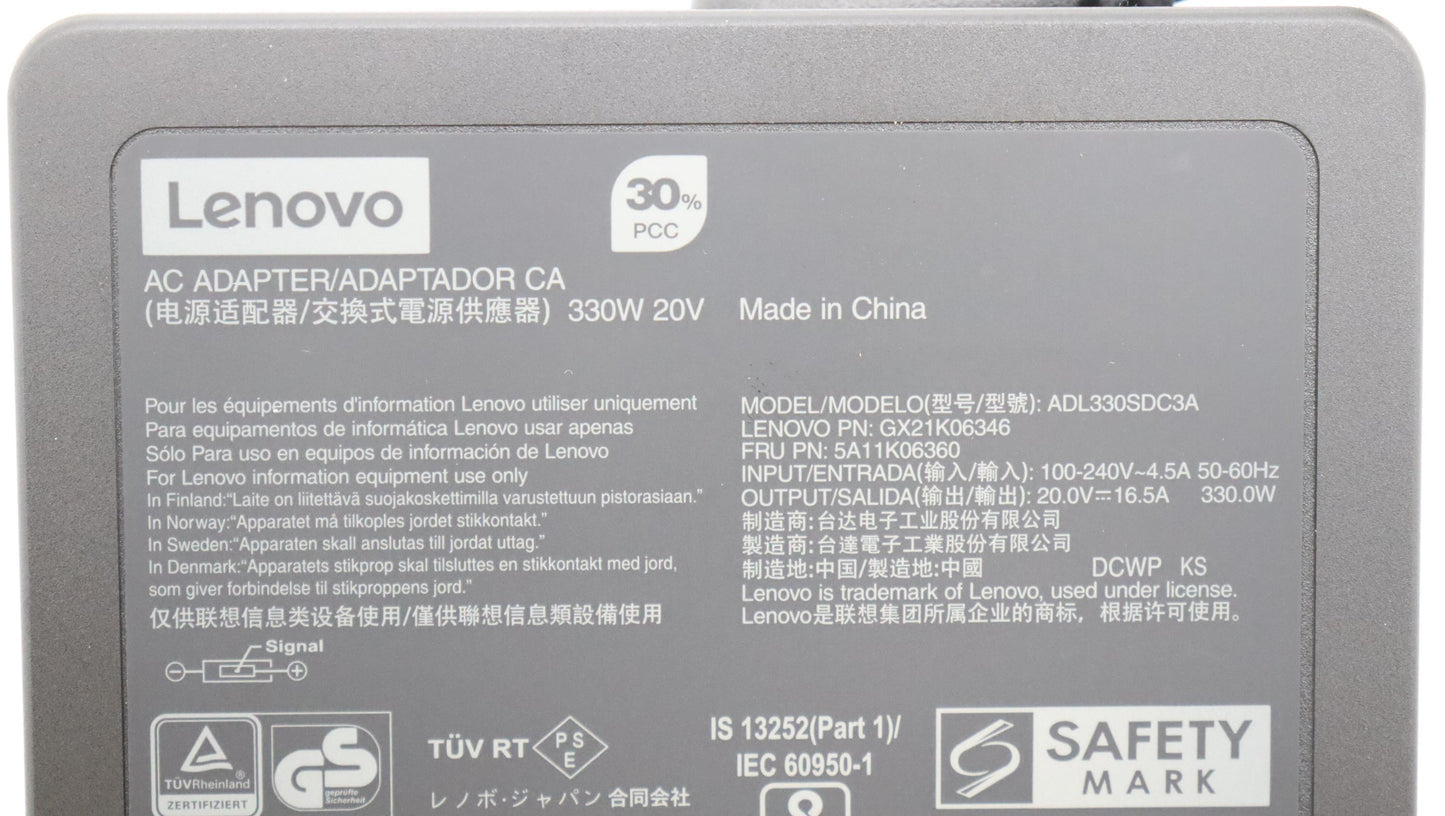 Lenovo
30%
PCC
AC ADAPTER/ADAPTADOR CA
(电源适配器/交換式電源供應器) 330W 20V
Made in China
Pour les équipements d'information Lenovo utiliser uniquement
Para equipamentos de informática Lenovo usar apenas
Sólo Para uso en equipos de información de Lenovo
For Lenovo information equipment use only
In Finland:“Laite on liitettävä suojakoskettimilla varustettuun pistorasiaan.”
In Norway:“Apparatet må tilkoples jordet stikkontakt.”
In Sweden:“Apparaten skall anslutas till jordat uttag.”
In Denmark:“Apparatets stikprop skal tilsluttes en stikkontakt med jord,
som giver forbindelse til stikproppens jord.”
仅供联想信息类设备使用/僅供聯想信息類設備使用
Signal
MODEL/MODELO(型号/型號): ADL330SDC3A
LENOVO PN: GX21K06346
FRU PN: 5A11K06360
INPUT/ENTRADA(输入/輸入): 100-240V~4.5A 50-60Hz
OUTPUT/SALIDA(输出/輸出): 20.0V⎓16.5A 330.0W
制造商:台达电子工业股份有限公司
製造商:台達電子工業股份有限公司
制造地:中国/製造地:中國 DCWP KS
Lenovo is trademark of Lenovo, used under license.
Lenovo是联想集团所属企业的商标，根据许可使用。
TÜVRheinland®
ZERTIFIZIERT
GS
geprüfte
Sicherheit
TÜV RT
PS
E
レノボ・ジャパン 合同会社
IS 13252(Part 1)/
IEC 60950-1
SAFETY
MARK